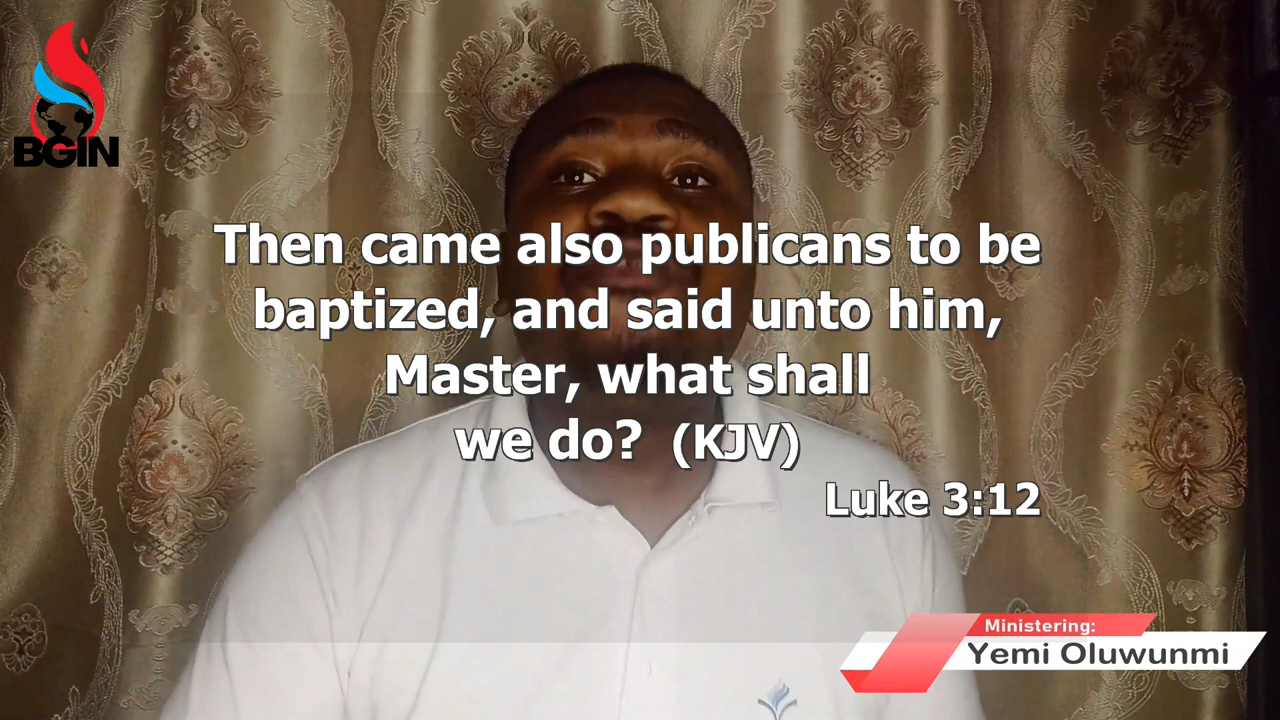 BGIN
Then came also publicans to be
baptized, and said unto him,
Master, what shall
we do? (KJV)
Luke 3:12
Ministering:
Yemi Oluwunmi